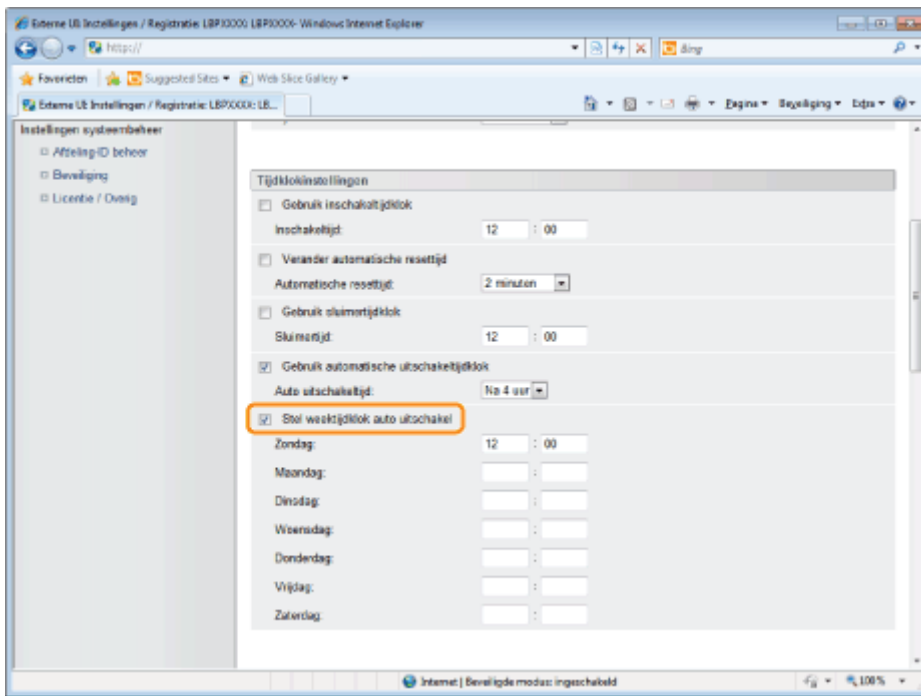 Externe UI: Instellingen / Registratie: LBPXXXX: LBPXXXX - Windows Internet Explorer
http://
Bing
Favorieten Suggested Sites Web Slice Gallery
Externe UI: Instellingen / Registratie: LBPXXXX: LB...
Pagina Beveiliging Extra
Instellingen systeembeheer
Afdeling-ID beheer
Beveiliging
Licentie / Overig
Tijdklokinstellingen
Gebruik inschakeltijdklok
Inschakeltijd: 12 : 00
Verander automatische resettijd
Automatische resettijd: 2 minuten
Gebruik sluimertijdklok
Sluimertijd: 12 : 00
Gebruik automatische uitschakeltijdklok
Auto uitschakeltijd: Na 4 uur
Stel weektijdklok auto uitschakel
Zondag: 12 : 00
Maandag: :
Dinsdag: :
Woensdag: :
Donderdag: :
Vrijdag: :
Zaterdag: :
Internet | Beveiligde modus: ingeschakeld 100%